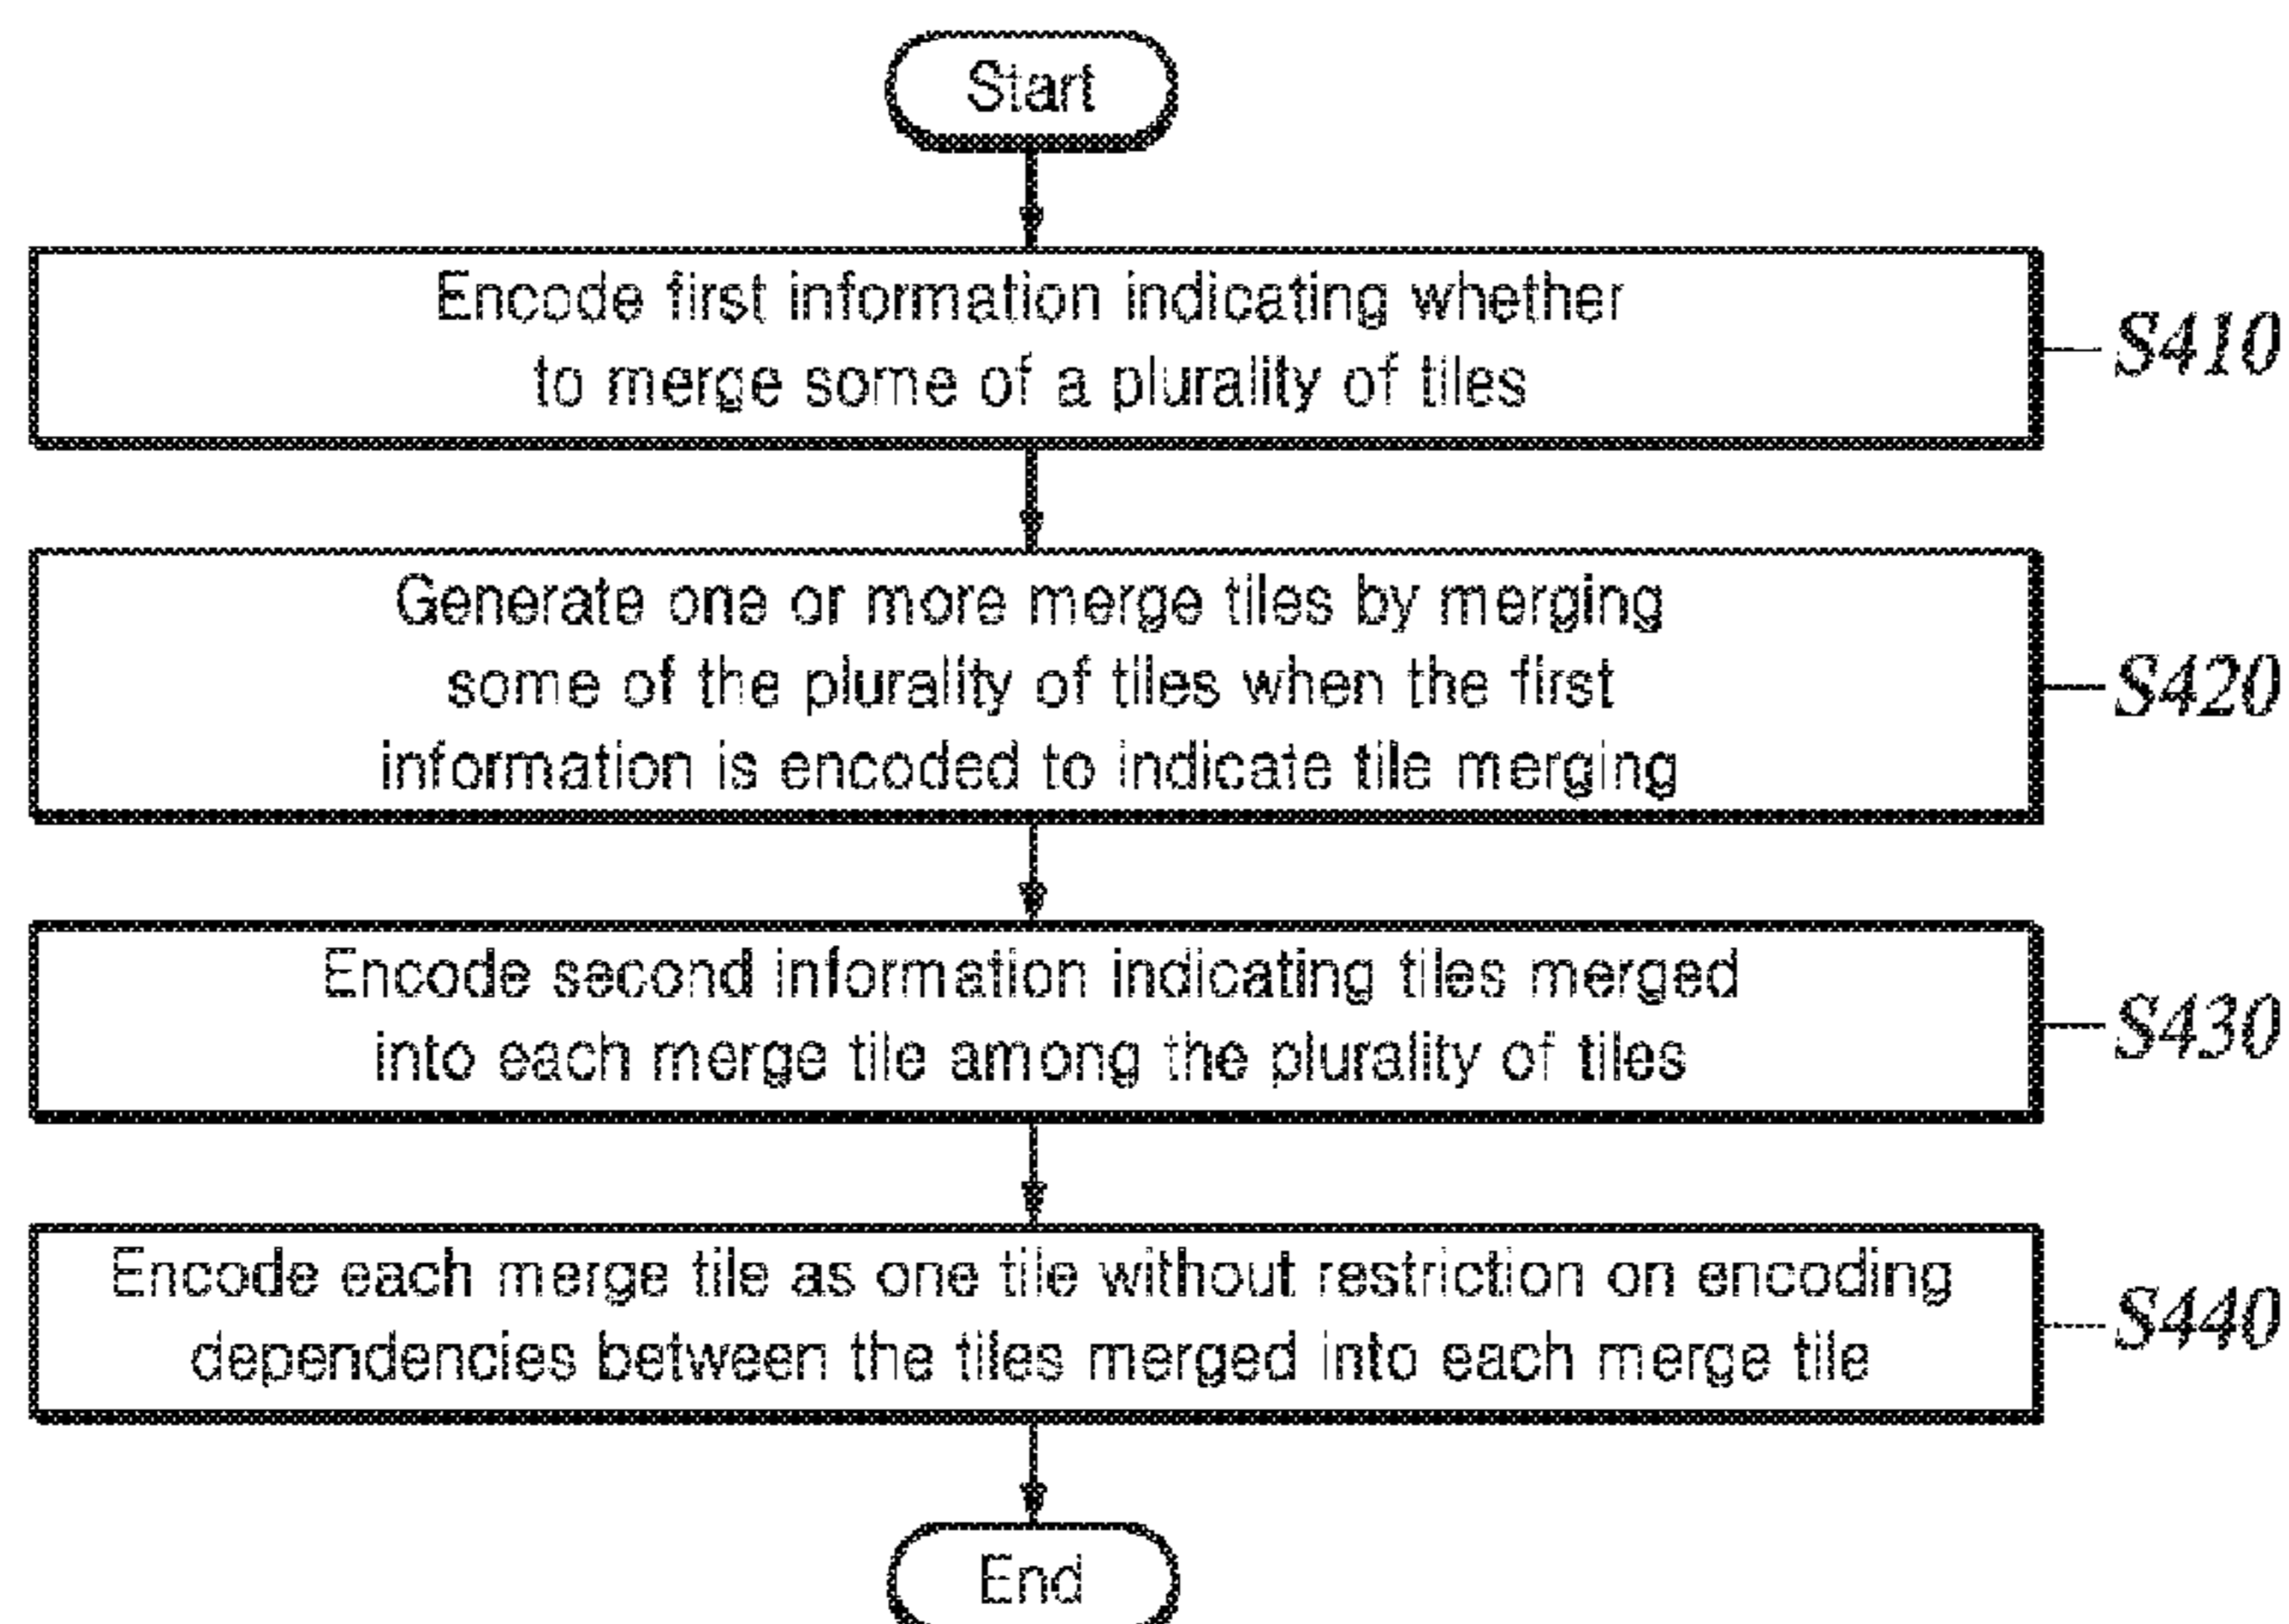 Start
Encode first information indicating whether
to merge some of a plurality of tiles
S410
Generate one or more merge tiles by merging
some of the plurality of tiles when the first
information is encoded to indicate tile merging
S420
Encode second information indicating tiles merged
into each merge tile among the plurality of tiles
S430
Encode each merge tile as one tile without restriction on encoding
dependencies between the tiles merged into each merge tile
S440
End